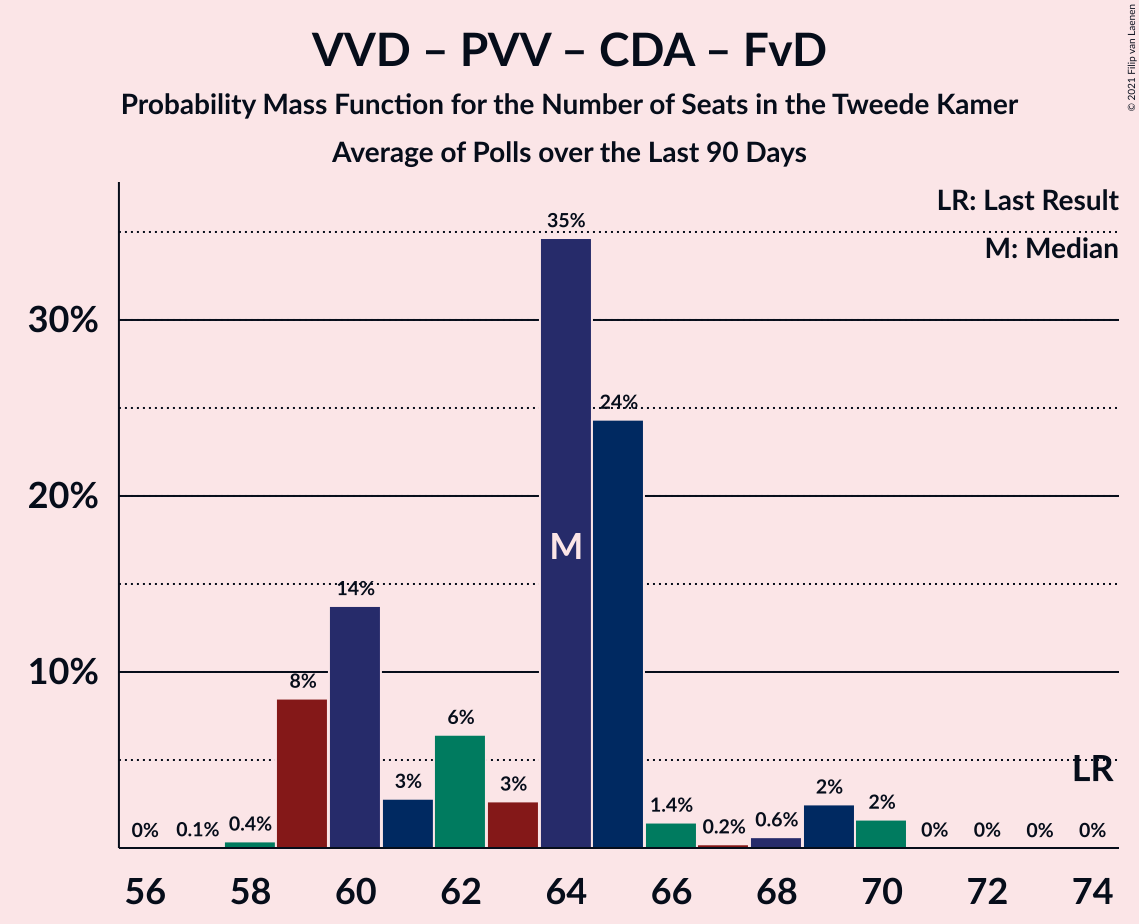 VVD – PVV – CDA – FvD
Probability Mass Function for the Number of Seats in the Tweede Kamer
Average of Polls over the Last 90 Days
© 2021 Filip van Laenen
LR: Last Result
M: Median
35%
30%
24%
20%
M
14%
10%
8%
6%
3%
3%
LR
2%
2%
1.4%
0.6%
0.4%
0.2%
0.1%
0%
0%
0%
0%
0%
56 58 60 62 64 66 68 70 72 74